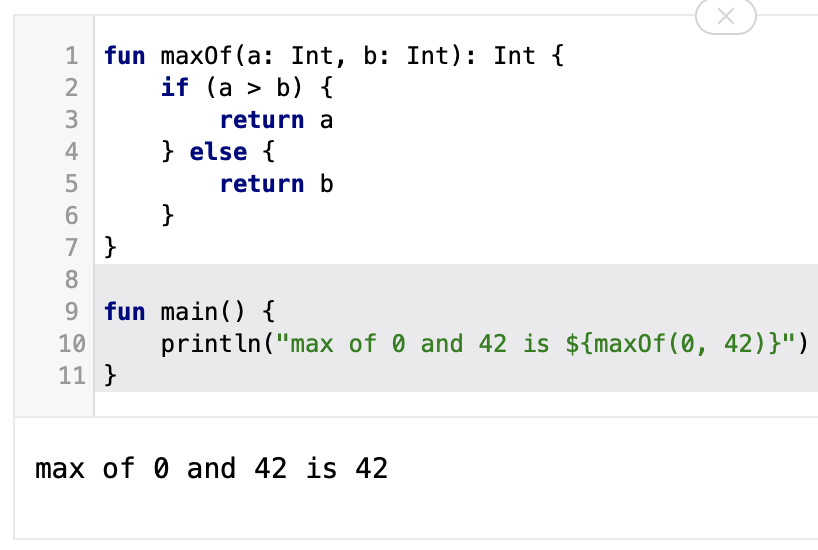 1 fun maxOf(a: Int, b: Int): Int {
2     if (a > b) {
3         return a
4     } else {
5         return b
6     }
7 }
8
9 fun main() {
10     println("max of 0 and 42 is ${maxOf(0, 42)}")
11 }
max of 0 and 42 is 42